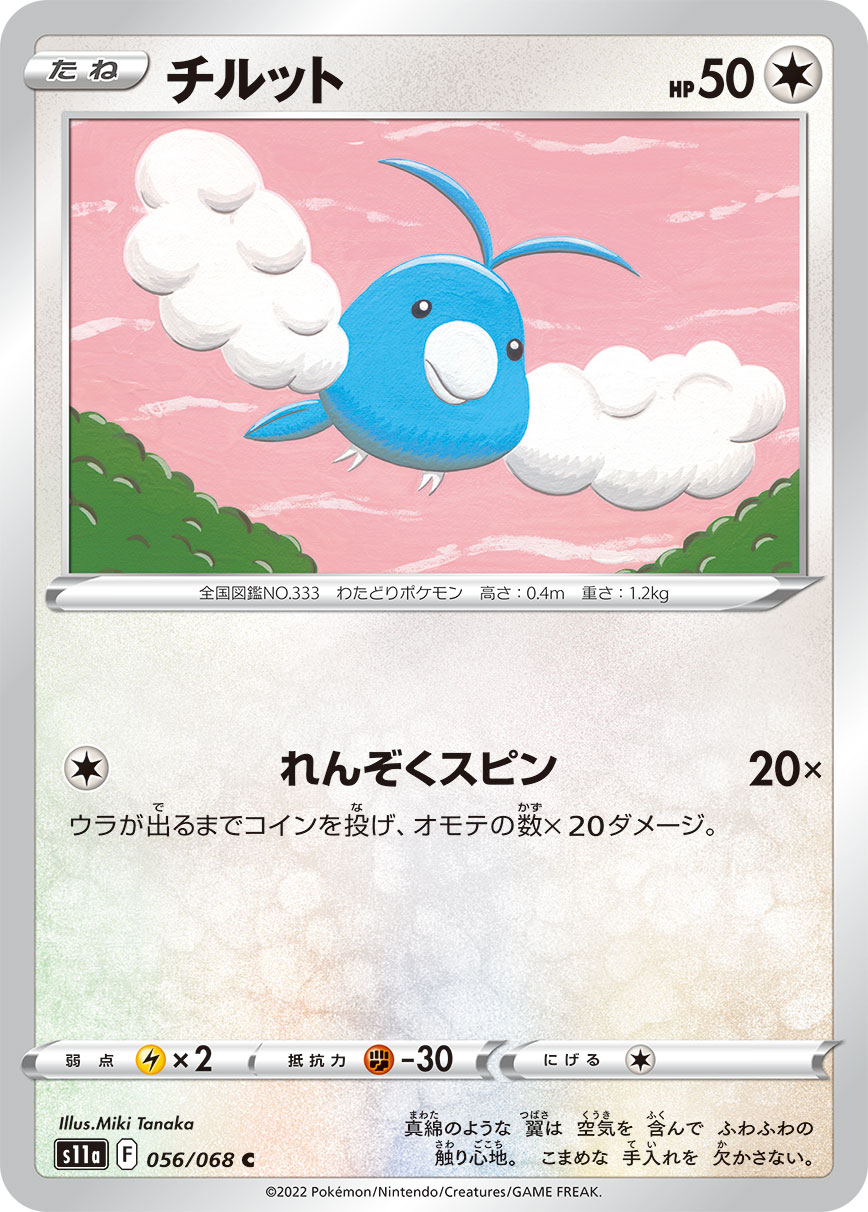 たね チルット HP50
全国図鑑NO.333 わたどりポケモン 高さ:0.4m 重さ:1.2kg
れんぞくスピン 20×
ウラが出るまでコインを投げ、オモテの数×20ダメージ。
弱点 ×2 抵抗力 -30 にげる
Illus.Miki Tanaka
s11a F 056/068 C
真綿のような 翼は 空気を 含んで ふわふわの
触り心地。 こまめな 手入れを 欠かさない。
©2022 Pokémon/Nintendo/Creatures/GAME FREAK.